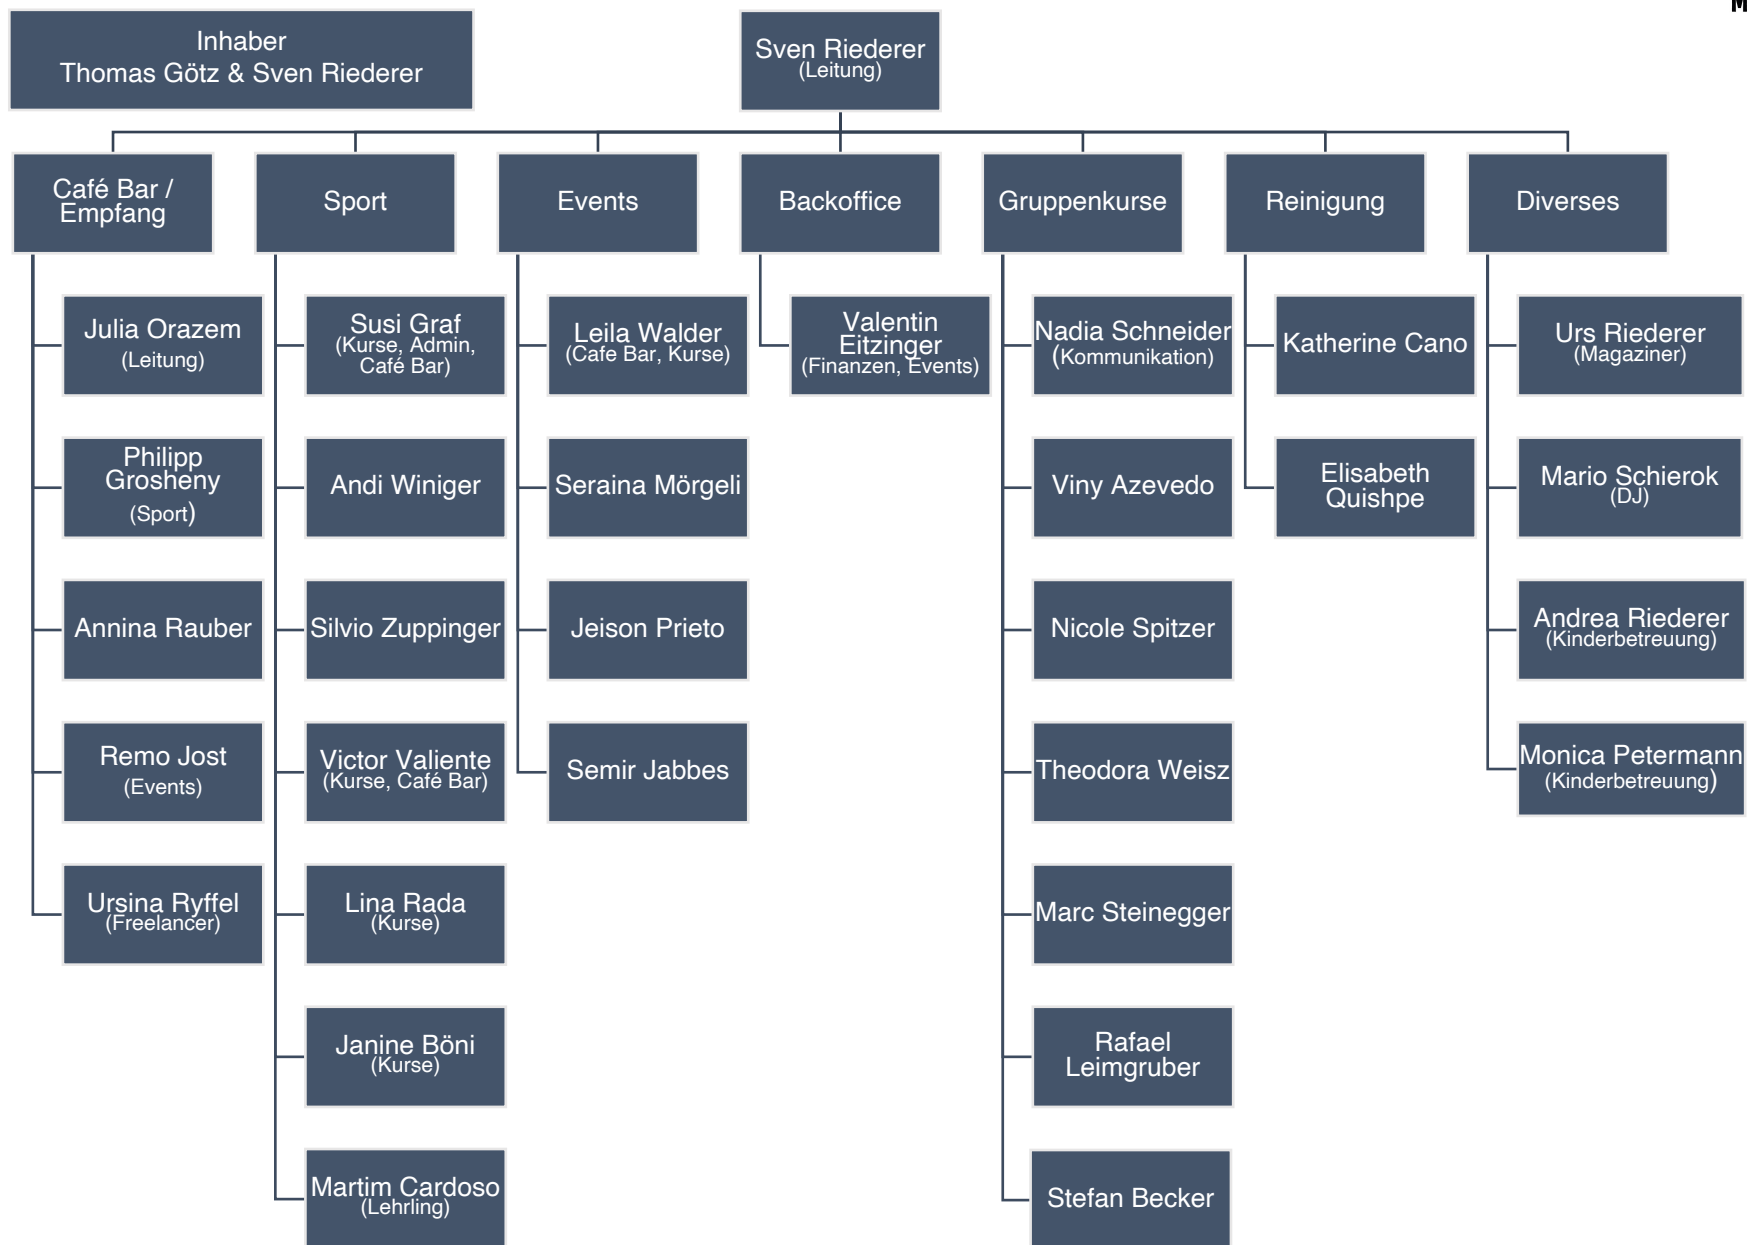 M
Inhaber
Thomas Götz & Sven Riederer
Sven Riederer
(Leitung)
Café Bar /
Empfang
Sport
Events
Backoffice
Gruppenkurse
Reinigung
Diverses
Julia Orazem
(Leitung)
Philipp
Grosheny
(Sport)
Annina Rauber
Remo Jost
(Events)
Ursina Ryffel
(Freelancer)
Susi Graf
(Kurse, Admin,
Café Bar)
Andi Winiger
Silvio Zuppinger
Victor Valiente
(Kurse, Café Bar)
Lina Rada
(Kurse)
Janine Böni
(Kurse)
Martim Cardoso
(Lehrling)
Leila Walder
(Cafe Bar, Kurse)
Seraina Mörgeli
Jeison Prieto
Semir Jabbes
Valentin
Eitzinger
(Finanzen, Events)
Nadia Schneider
(Kommunikation)
Viny Azevedo
Nicole Spitzer
Theodora Weisz
Marc Steinegger
Rafael
Leimgruber
Stefan Becker
Katherine Cano
Elisabeth
Quishpe
Urs Riederer
(Magaziner)
Mario Schierok
(DJ)
Andrea Riederer
(Kinderbetreuung)
Monica Petermann
(Kinderbetreuung)